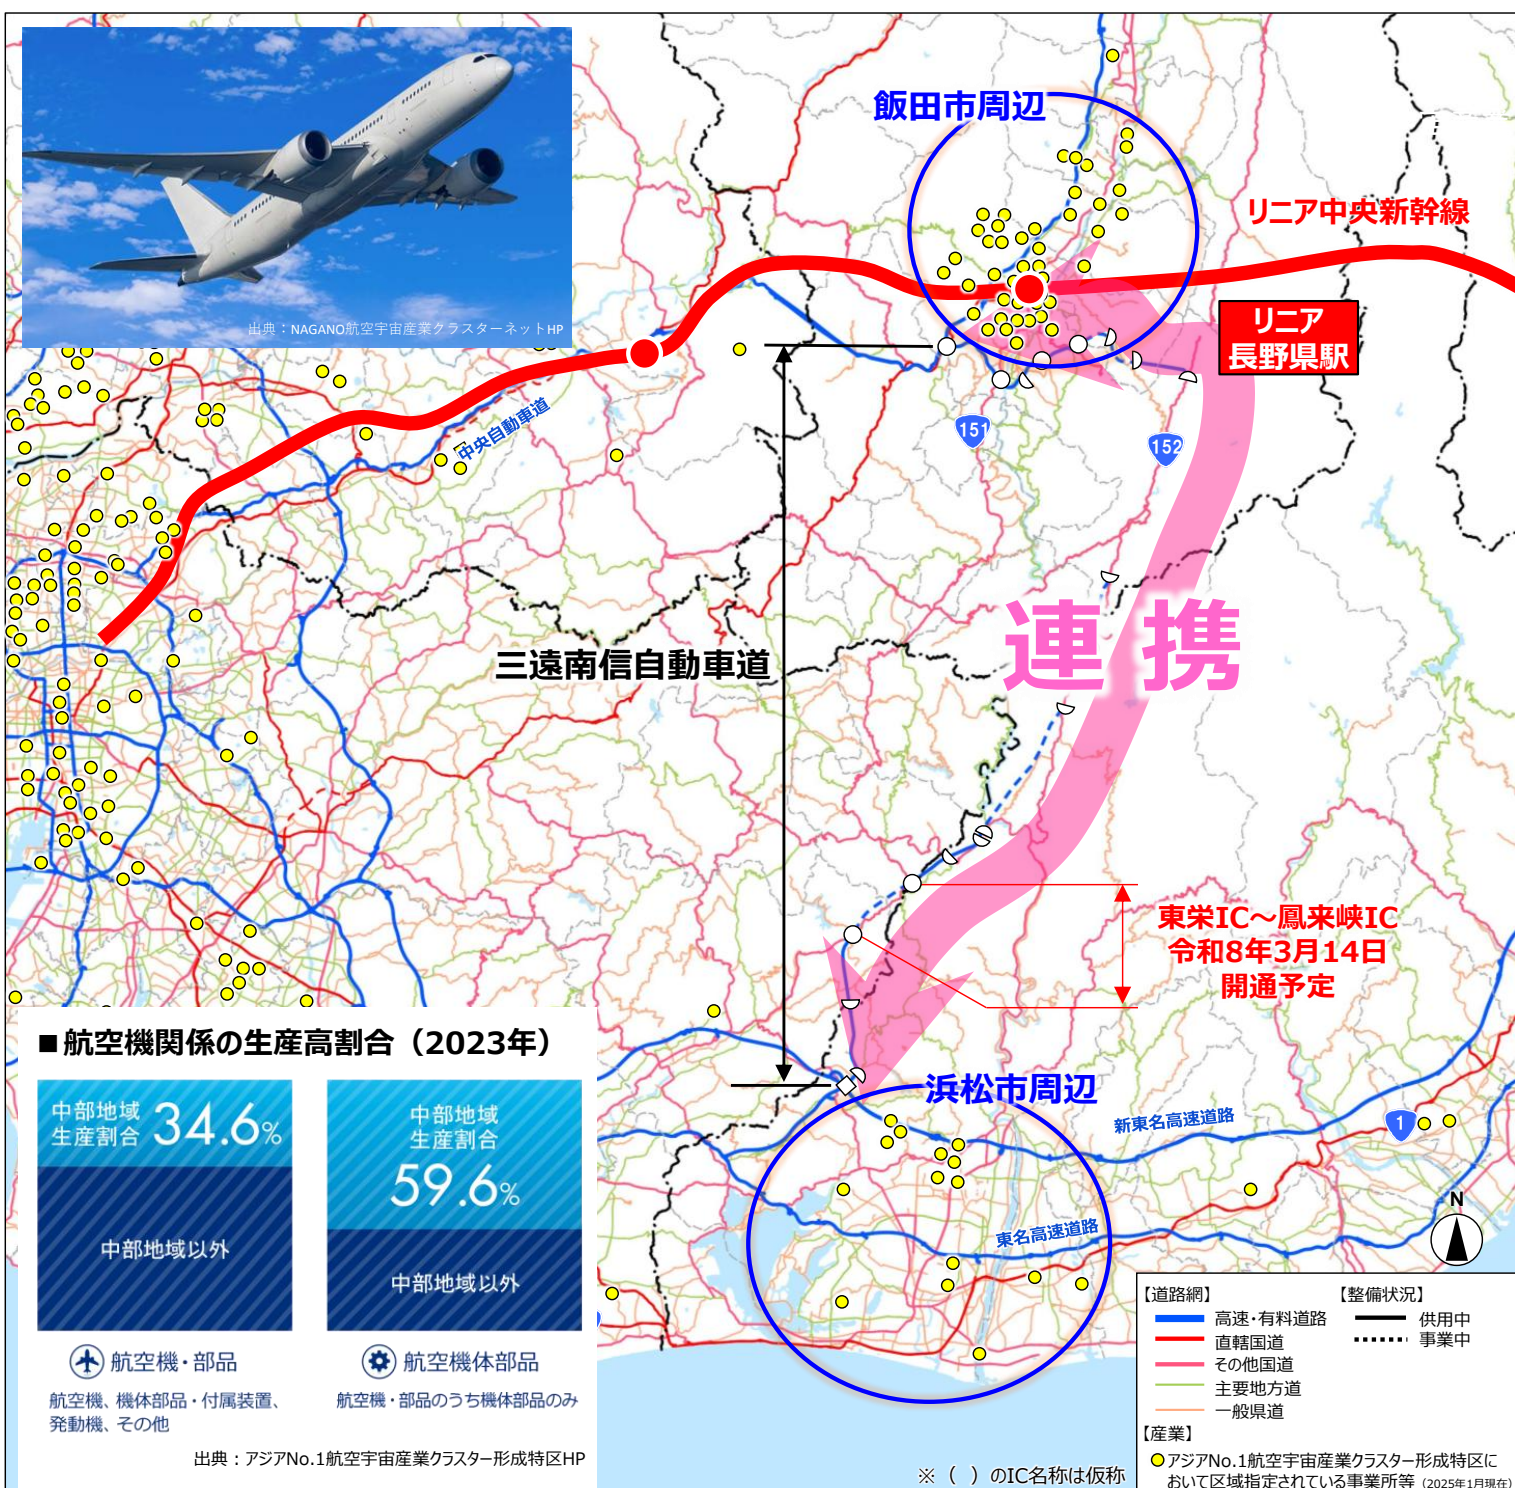 出典：NAGANO航空宇宙産業クラスターネットHP
飯田市周辺
リニア中央新幹線
リニア
長野県駅
中央自動車道
151
152
三遠南信自動車道
連携
東栄IC～鳳来峡IC
令和8年3月14日
開通予定
浜松市周辺
新東名高速道路
1
東名高速道路
N
■航空機関係の生産高割合（2023年）
中部地域
生産割合 34.6%
中部地域以外
航空機・部品
航空機、機体部品・付属装置、
発動機、その他
中部地域
生産割合
59.6%
中部地域以外
航空機体部品
航空機・部品のうち機体部品のみ
出典：アジアNo.1航空宇宙産業クラスター形成特区HP
※（ ）のIC名称は仮称
【道路網】
高速・有料道路
直轄国道
その他国道
主要地方道
一般県道
【整備状況】
供用中
事業中
【産業】
アジアNo.1航空宇宙産業クラスター形成特区に
おいて区域指定されている事業所等（2025年1月現在）